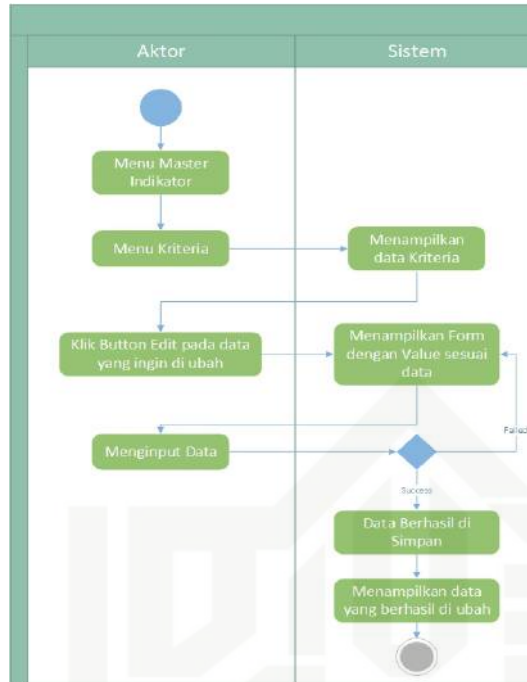 Aktor
Sistem
Menu Master
Indikator
Menu Kriteria
Menampilkan
data Kriteria
Klik Button Edit pada data
yang ingin di ubah
Menampilkan Form
dengan Value sesuai
data
Failed
Menginput Data
Success
Data Berhasil di
Simpan
Menampilkan data
yang berhasil di ubah